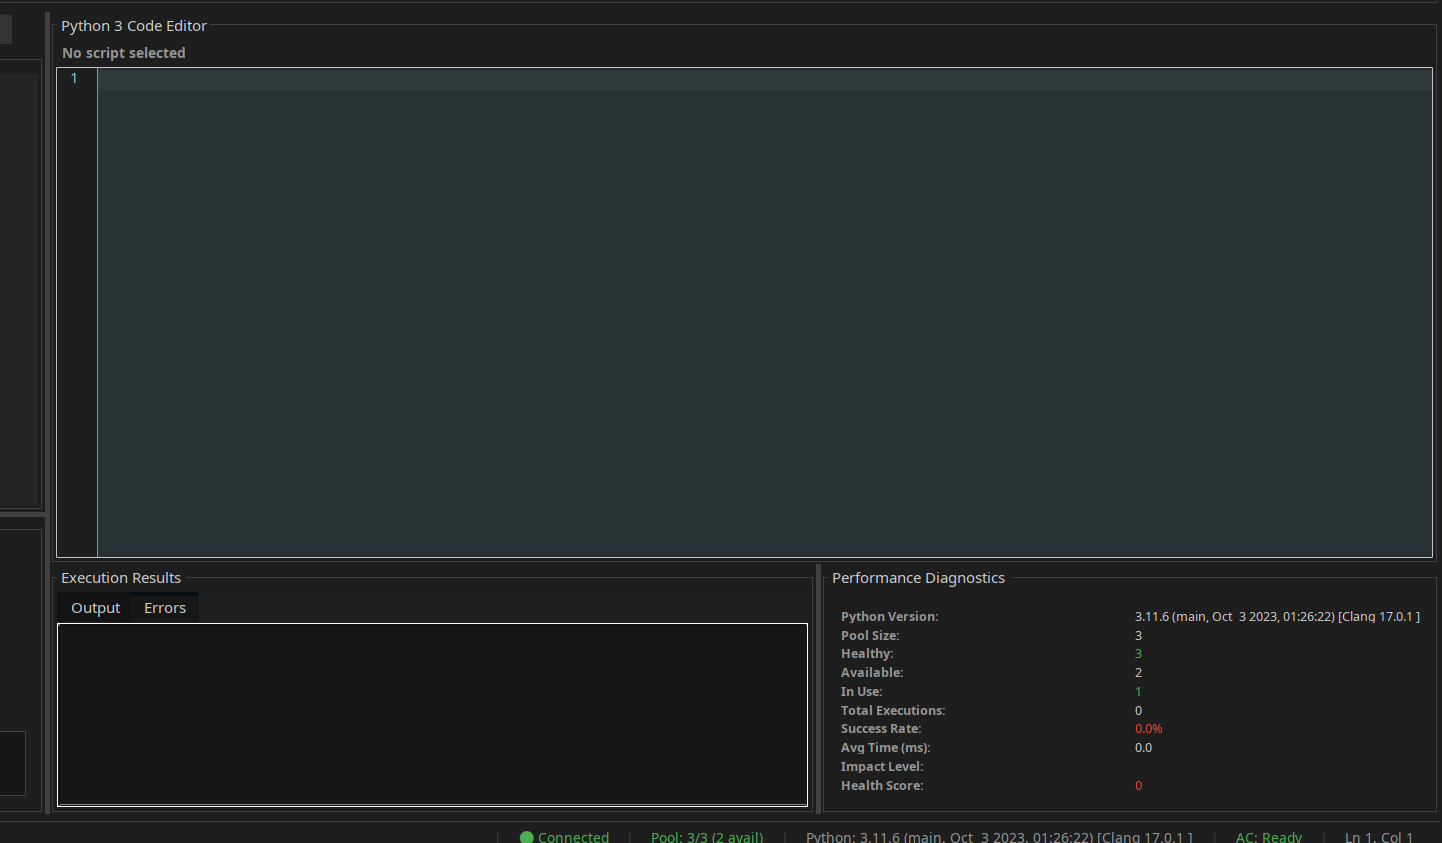 Python 3 Code Editor
No script selected
1
Execution Results
Output Errors
Performance Diagnostics
Python Version: 3.11.6 (main, Oct  3 2023, 01:26:22) [Clang 17.0.1 ]
Pool Size: 3
Healthy: 3
Available: 2
In Use: 1
Total Executions: 0
Success Rate: 0.0%
Avg Time (ms): 0.0
Impact Level:
Health Score: 0
Connected | Pool: 3/3 (2 avail) | Python: 3.11.6 (main, Oct  3 2023, 01:26:22) [Clang 17.0.1 ] | AC: Ready | Ln 1, Col 1